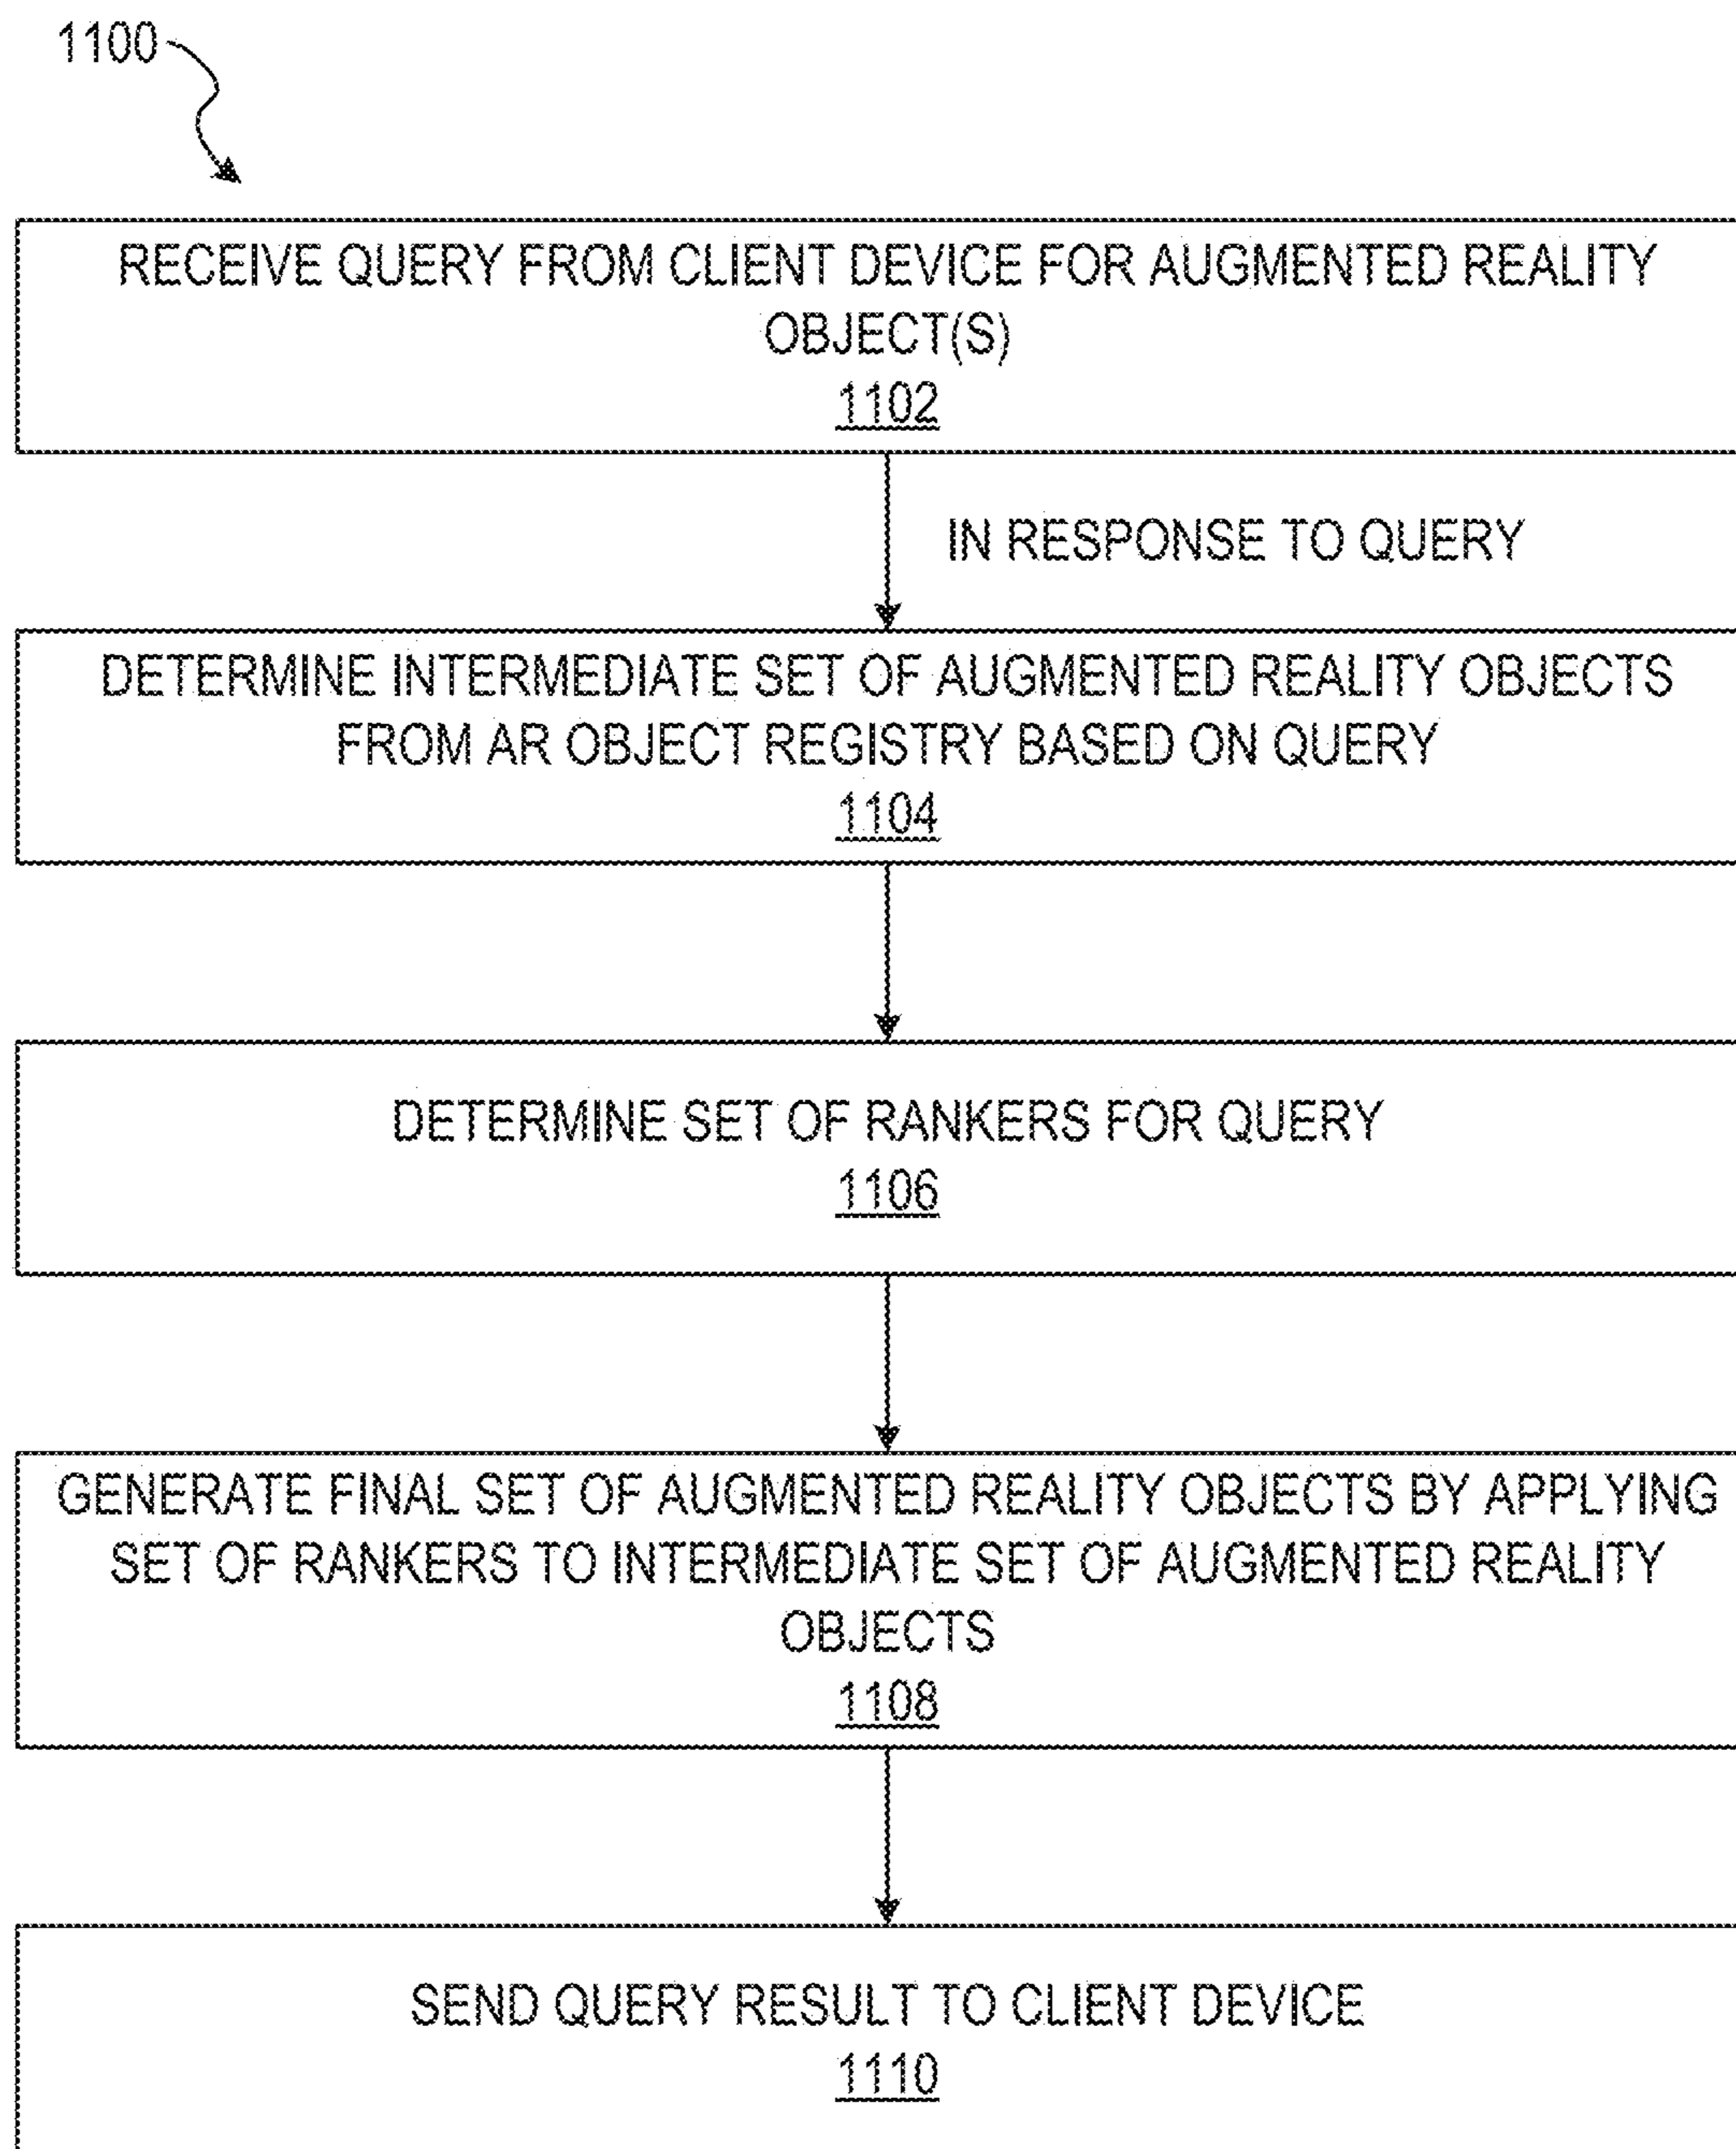 1100
RECEIVE QUERY FROM CLIENT DEVICE FOR AUGMENTED REALITY
OBJECT(S)
1102
IN RESPONSE TO QUERY
DETERMINE INTERMEDIATE SET OF AUGMENTED REALITY OBJECTS
FROM AR OBJECT REGISTRY BASED ON QUERY
1104
DETERMINE SET OF RANKERS FOR QUERY
1106
GENERATE FINAL SET OF AUGMENTED REALITY OBJECTS BY APPLYING
SET OF RANKERS TO INTERMEDIATE SET OF AUGMENTED REALITY
OBJECTS
1108
SEND QUERY RESULT TO CLIENT DEVICE
1110